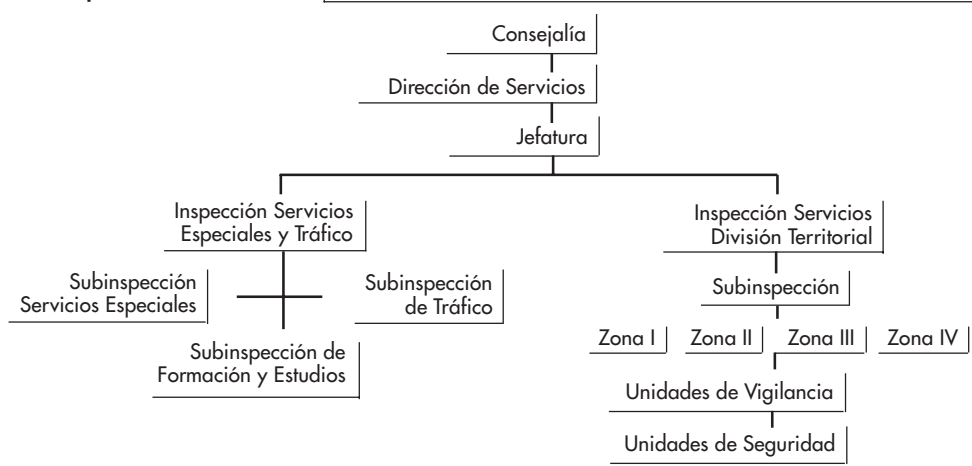 Consejalía
Dirección de Servicios
Jefatura
Inspección Servicios
Especiales y Tráfico
Inspección Servicios
División Territorial
Subinspección
Servicios Especiales
Subinspección
de Tráfico
Subinspección de
Formación y Estudios
Subinspección
Zona I
Zona II
Zona III
Zona IV
Unidades de Vigilancia
Unidades de Seguridad